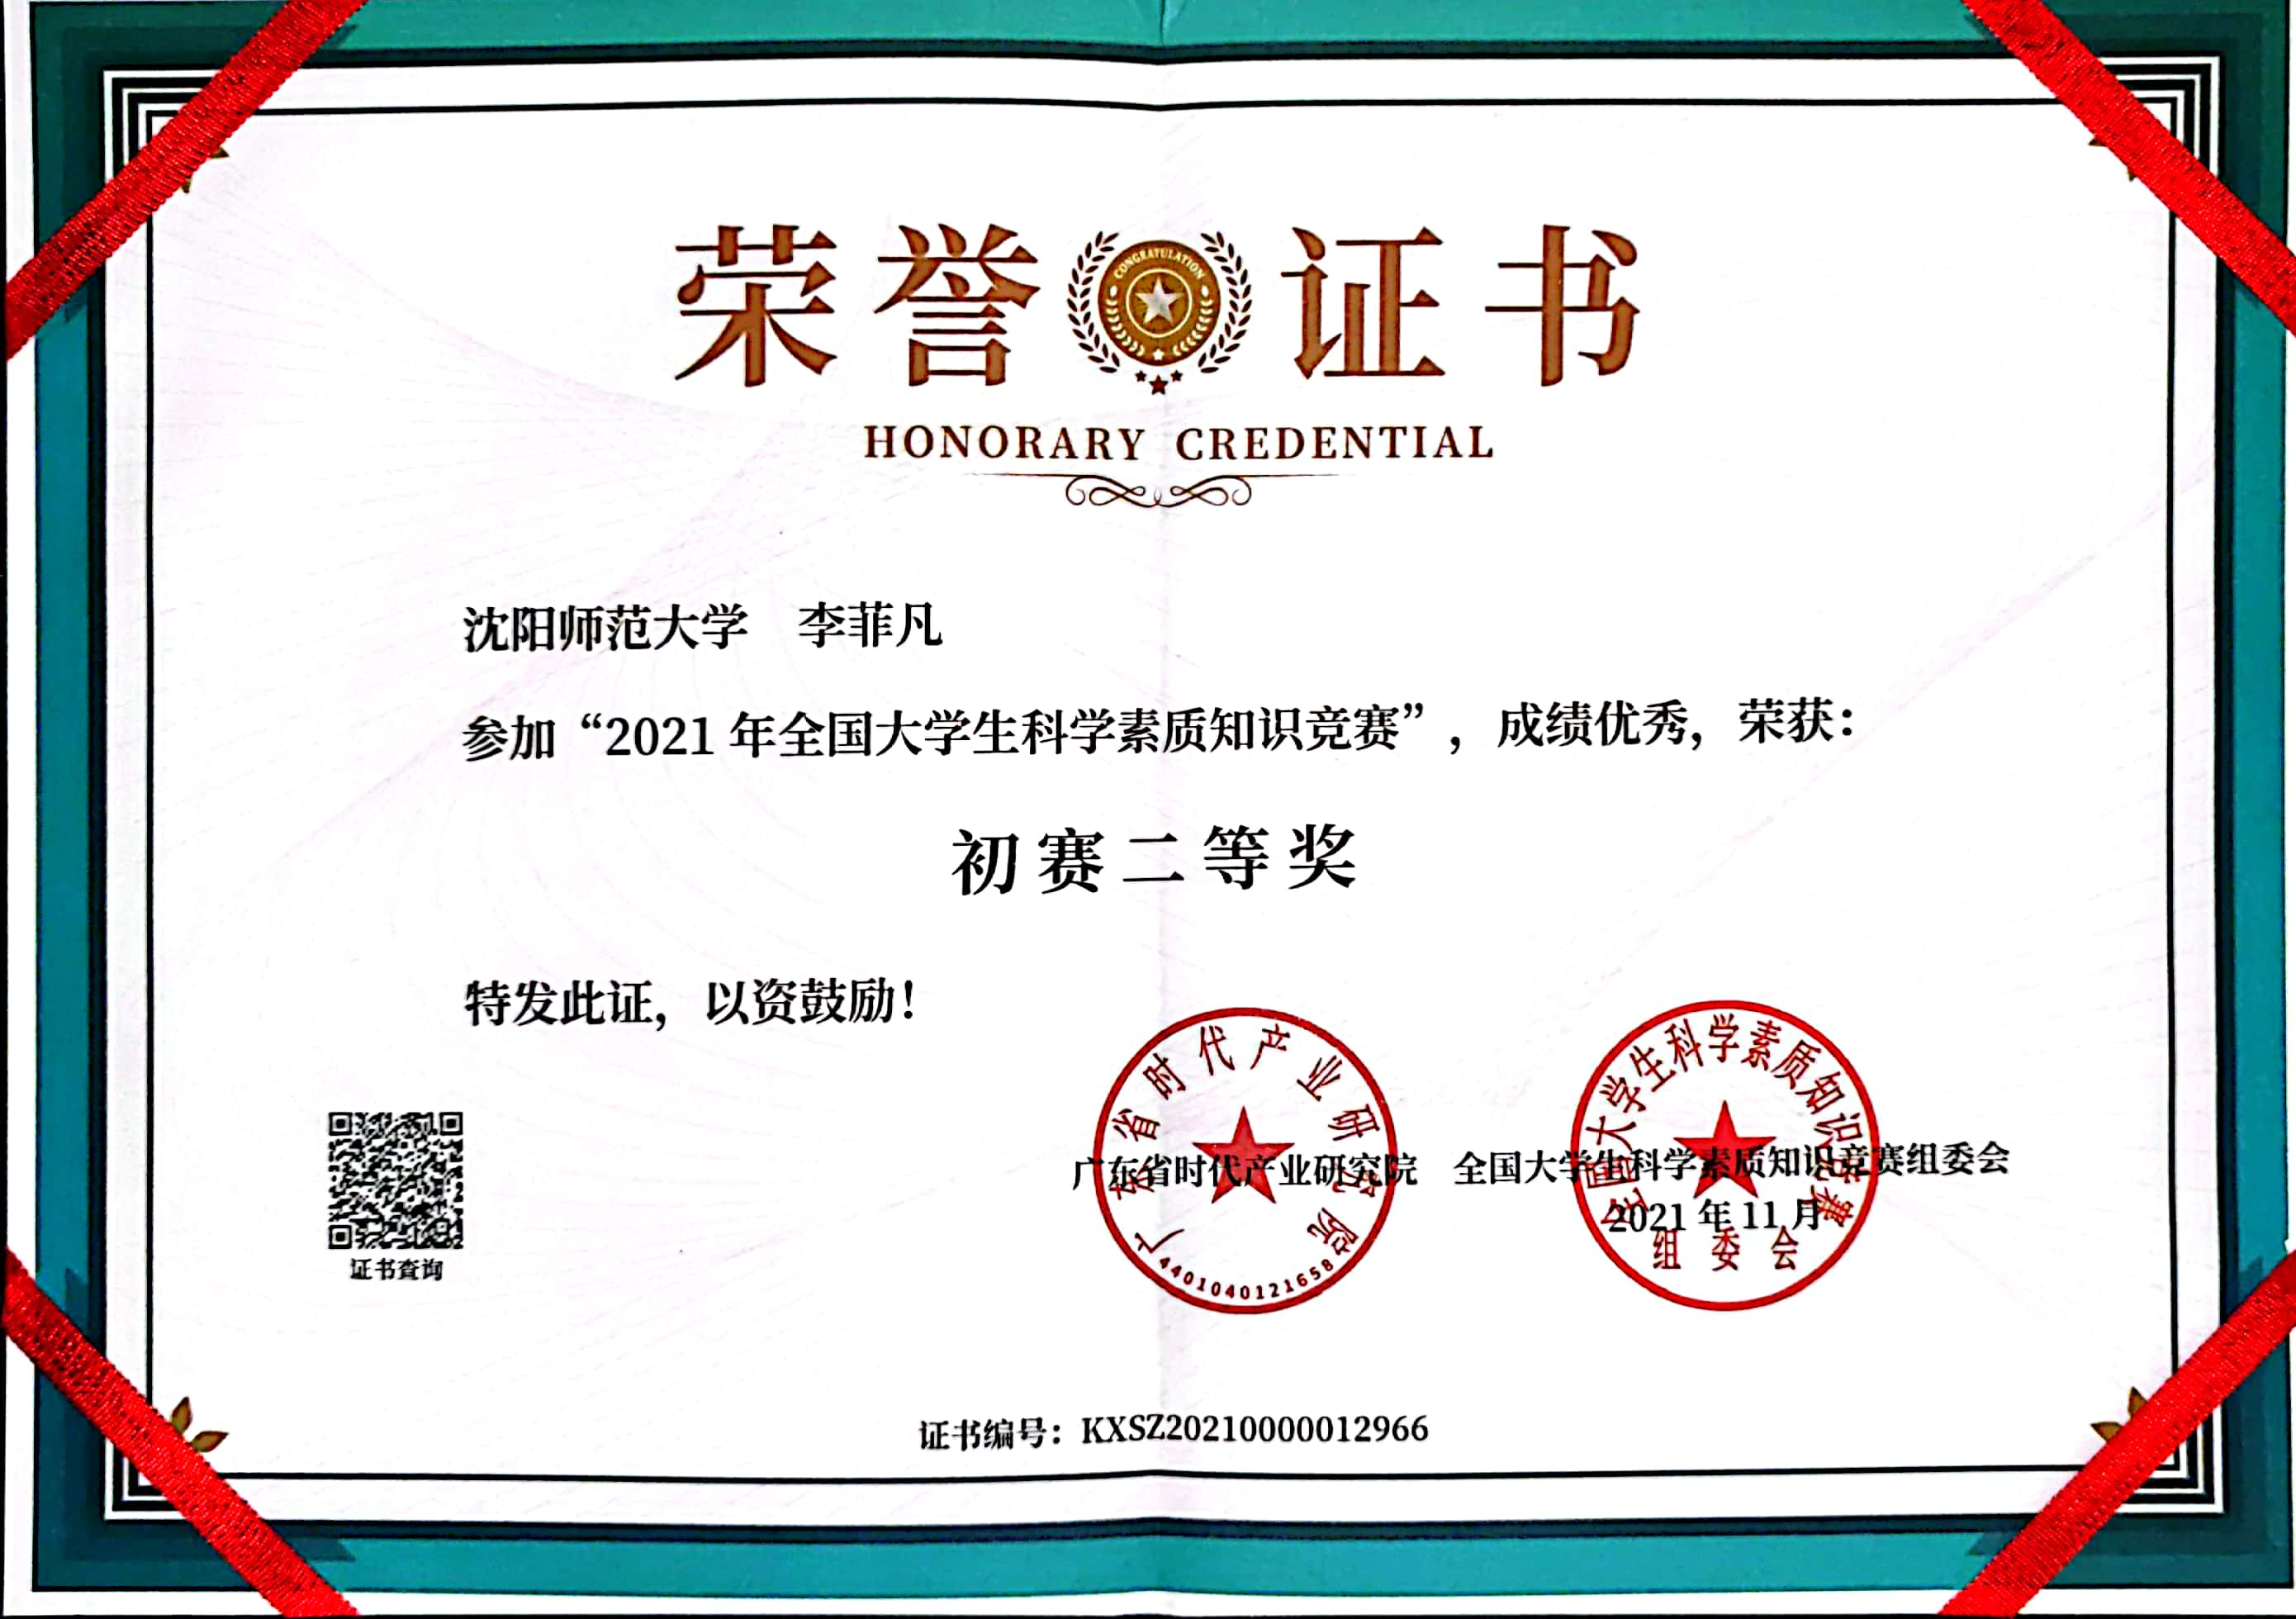 荣誉证书
CONGRATULATION
HONORARY CREDENTIAL
沈阳师范大学 李菲凡
参加“2021年全国大学生科学素质知识竞赛”，成绩优秀，荣获：
初赛二等奖
特发此证，以资鼓励！
广东省时代产业研究院
4401040121658
全国大学生科学素质知识竞赛
组委会
广东省时代产业研究院 全国大学生科学素质知识竞赛组委会
2021年11月
证书查询
证书编号：KXSZ20210000012966